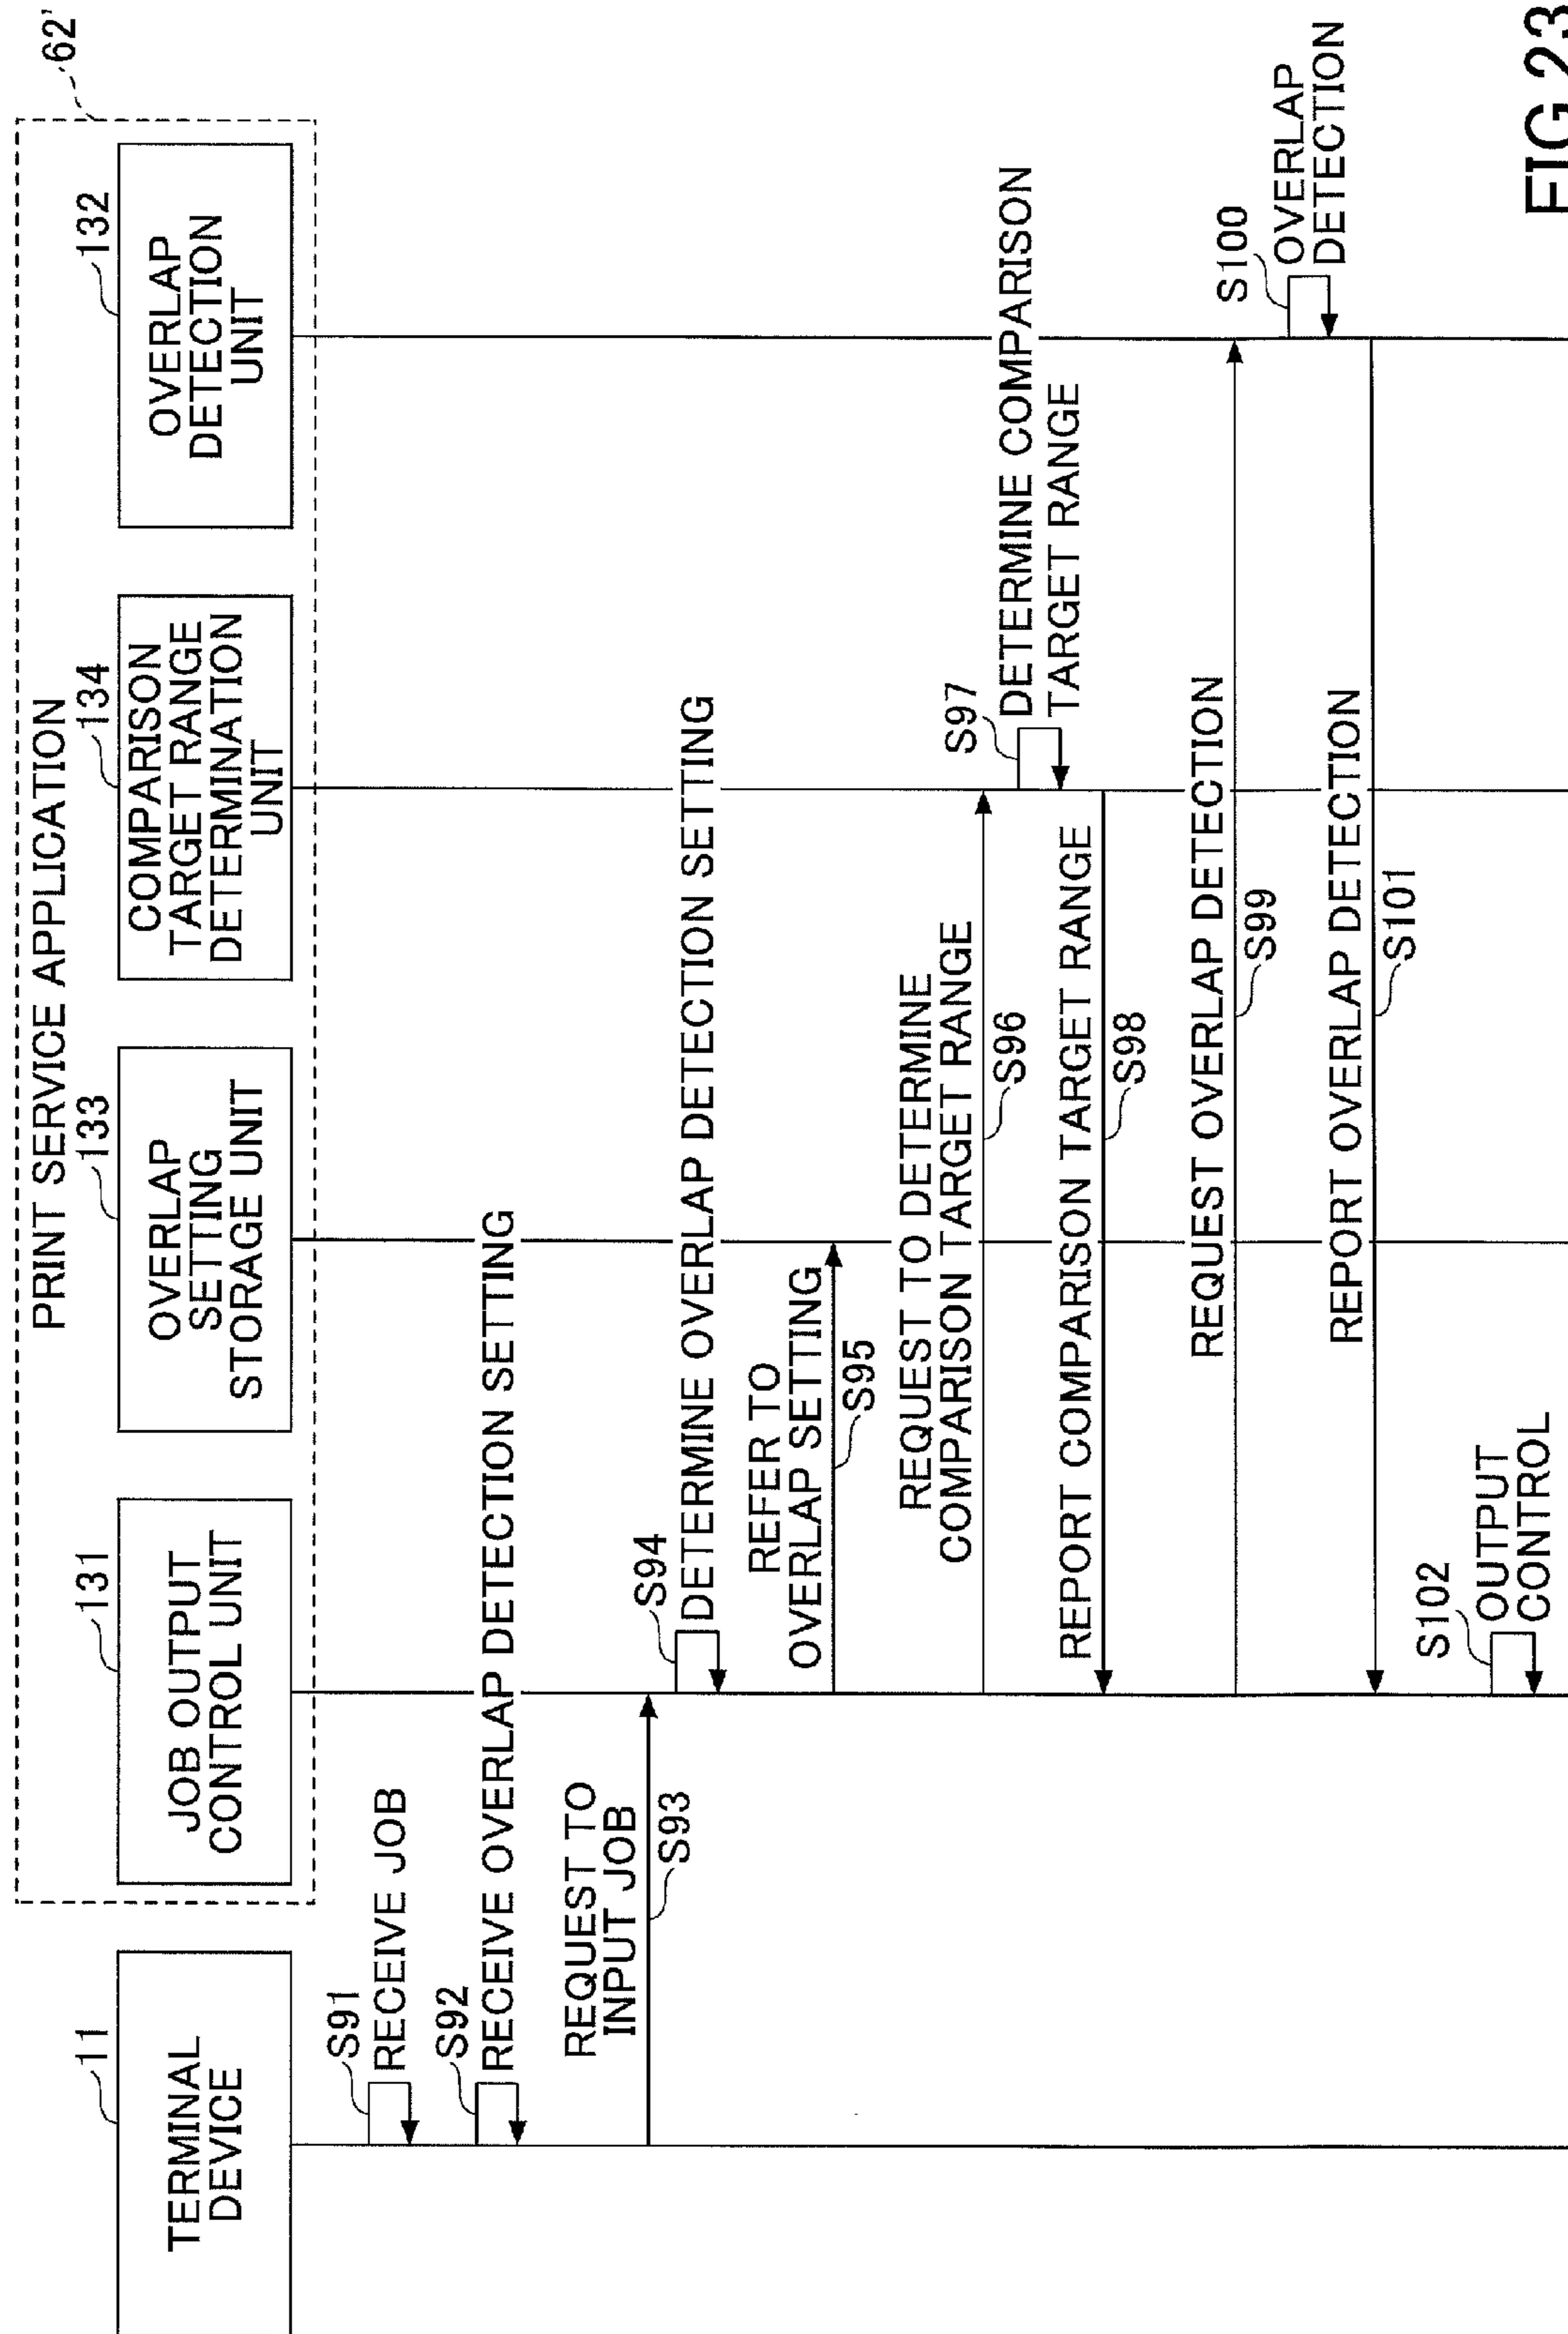 PRINT SERVICE APPLICATION
62'
11
131
133
134
132
TERMINAL
DEVICE
JOB OUTPUT
CONTROL UNIT
OVERLAP
SETTING
STORAGE UNIT
COMPARISON
TARGET RANGE
DETERMINATION
UNIT
OVERLAP
DETECTION
UNIT
S91
RECEIVE JOB
S92
RECEIVE OVERLAP DETECTION SETTING
REQUEST TO
INPUT JOB
S93
S94
DETERMINE OVERLAP DETECTION SETTING
REFER TO
OVERLAP SETTING
S95
REQUEST TO DETERMINE
COMPARISON TARGET RANGE
S96
S97
DETERMINE COMPARISON
TARGET RANGE
REPORT COMPARISON TARGET RANGE
S98
REQUEST OVERLAP DETECTION
S99
S100
OVERLAP
DETECTION
REPORT OVERLAP DETECTION
S101
S102
OUTPUT
CONTROL
FIG.23